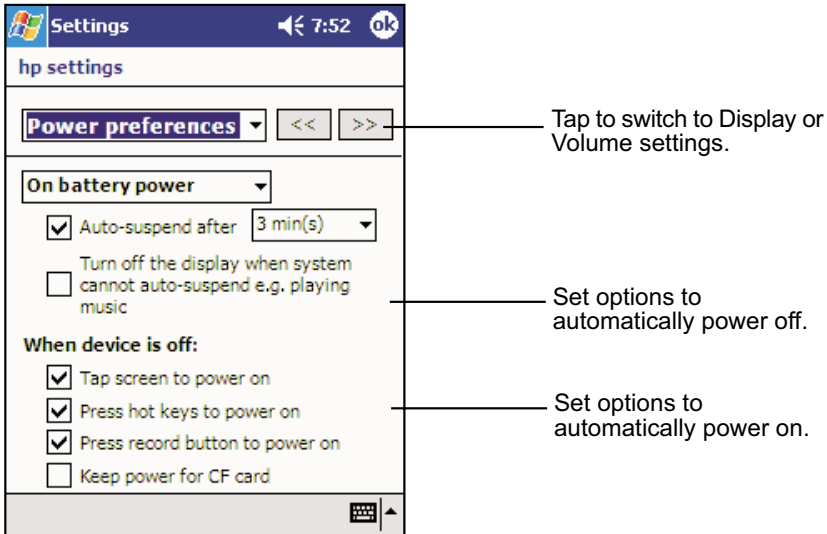 Settings 7:52 ok
hp settings
Power preferences << >>
Tap to switch to Display or
Volume settings.
On battery power
Auto-suspend after 3 min(s)
Turn off the display when system
cannot auto-suspend e.g. playing
music
Set options to
automatically power off.
When device is off:
Tap screen to power on
Press hot keys to power on
Press record button to power on
Keep power for CF card
Set options to
automatically power on.